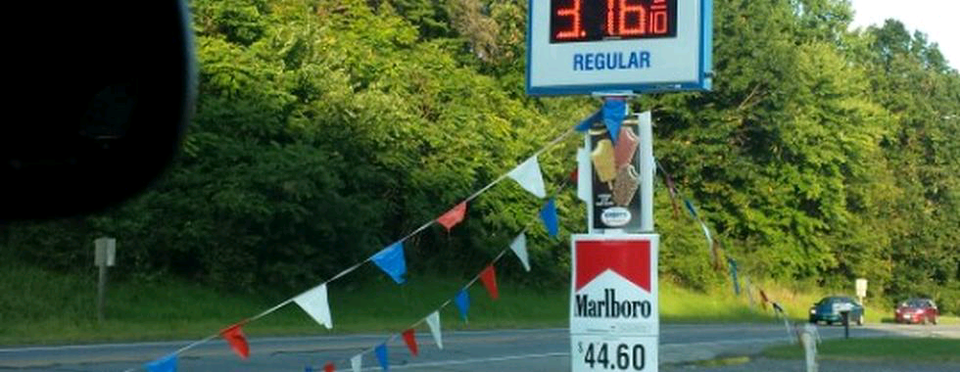 3.16 9/10
REGULAR
Marlboro
$44.60